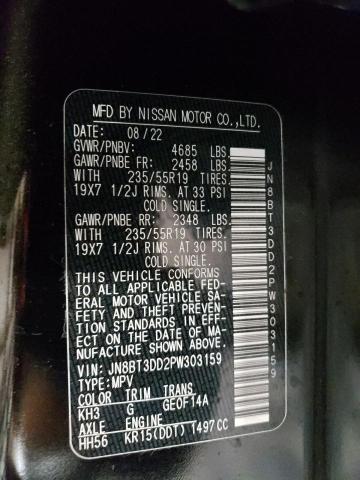 MFD BY NISSAN MOTOR CO.,LTD.
DATE: 08/22
GVWR/PNBV: 4685 LBS
GAWR/PNBE FR: 2458 LBS
WITH 235/55R19 TIRES
19X7 1/2J RIMS. AT 33 PSI
COLD SINGLE.
GAWR/PNBE RR: 2348 LBS.
WITH 235/55R19 TIRES
19X7 1/2J RIMS. AT 30 PSI
COLD SINGLE.
THIS VEHICLE CONFORMS
TO ALL APPLICABLE FED-
ERAL MOTOR VEHICLE SA-
FETY AND THEFT PREVENTION
STANDARDS IN EFF-
ECT ON THE DATE OF MA-
NUFACTURE SHOWN ABOVE.
VIN: JN8BT3DD2PW303159
TYPE:MPV
COLOR TRIM TRANS
KH3 G GE0F14A
AXLE ENGINE
HH56 KR15(DDT) 1497CC
JN8BT3DD2PW303159